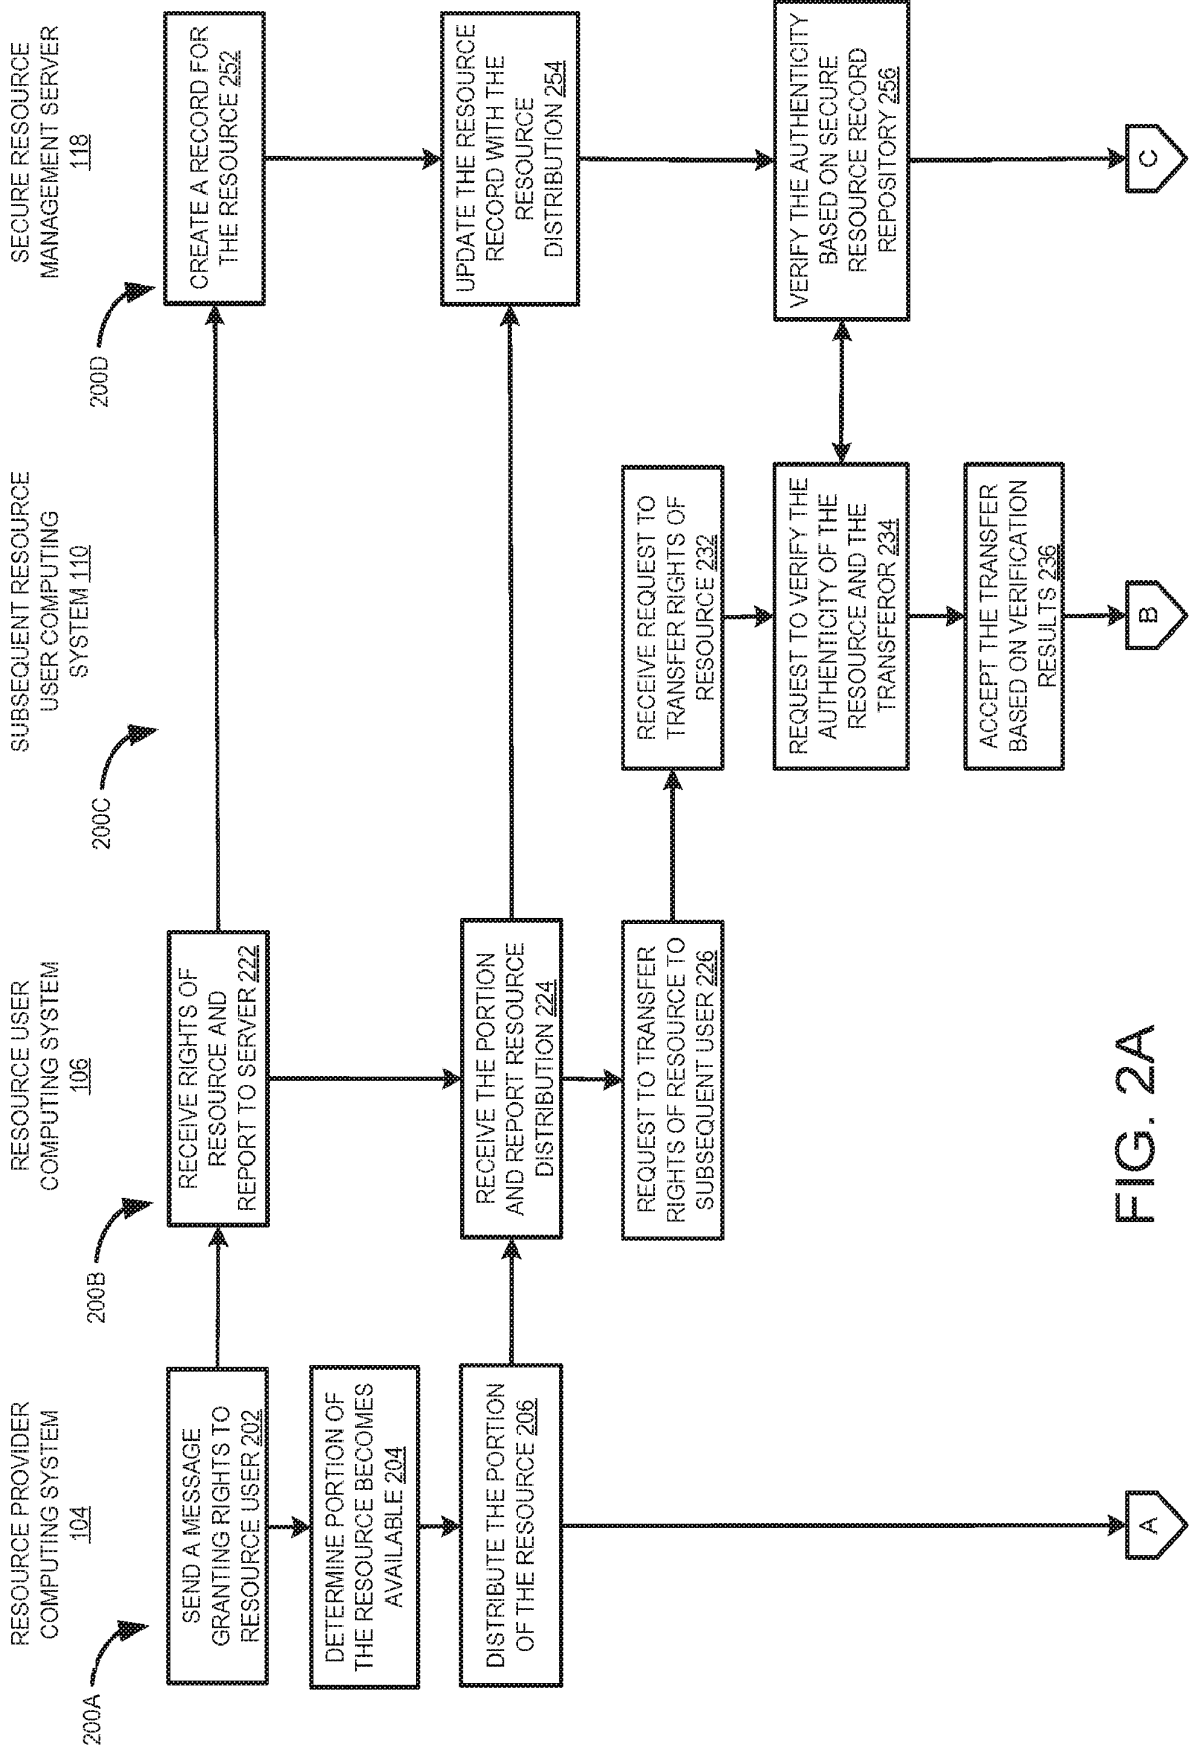 RESOURCE PROVIDER
COMPUTING SYSTEM
104
200A
SEND A MESSAGE
GRANTING RIGHTS TO
RESOURCE USER 202
DETERMINE PORTION OF
THE RESOURCE BECOMES
AVAILABLE 204
DISTRIBUTE THE PORTION
OF THE RESOURCE 206
A
RESOURCE USER
COMPUTING SYSTEM
106
200B
RECEIVE RIGHTS OF
RESOURCE AND
REPORT TO SERVER 222
RECEIVE THE PORTION
AND REPORT RESOURCE
DISTRIBUTION 224
REQUEST TO TRANSFER
RIGHTS OF RESOURCE TO
SUBSEQUENT USER 226
SUBSEQUENT RESOURCE
USER COMPUTING
SYSTEM 110
200C
RECEIVE REQUEST TO
TRANSFER RIGHTS OF
RESOURCE 232
REQUEST TO VERIFY THE
AUTHENTICITY OF THE
RESOURCE AND THE
TRANSFEROR 234
ACCEPT THE TRANSFER
BASED ON VERIFICATION
RESULTS 236
B
SECURE RESOURCE
MANAGEMENT SERVER
118
200D
CREATE A RECORD FOR
THE RESOURCE 252
UPDATE THE RESOURCE
RECORD WITH THE
RESOURCE
DISTRIBUTION 254
VERIFY THE AUTHENTICITY
BASED ON SECURE
RESOURCE RECORD
REPOSITORY 256
C
FIG. 2A